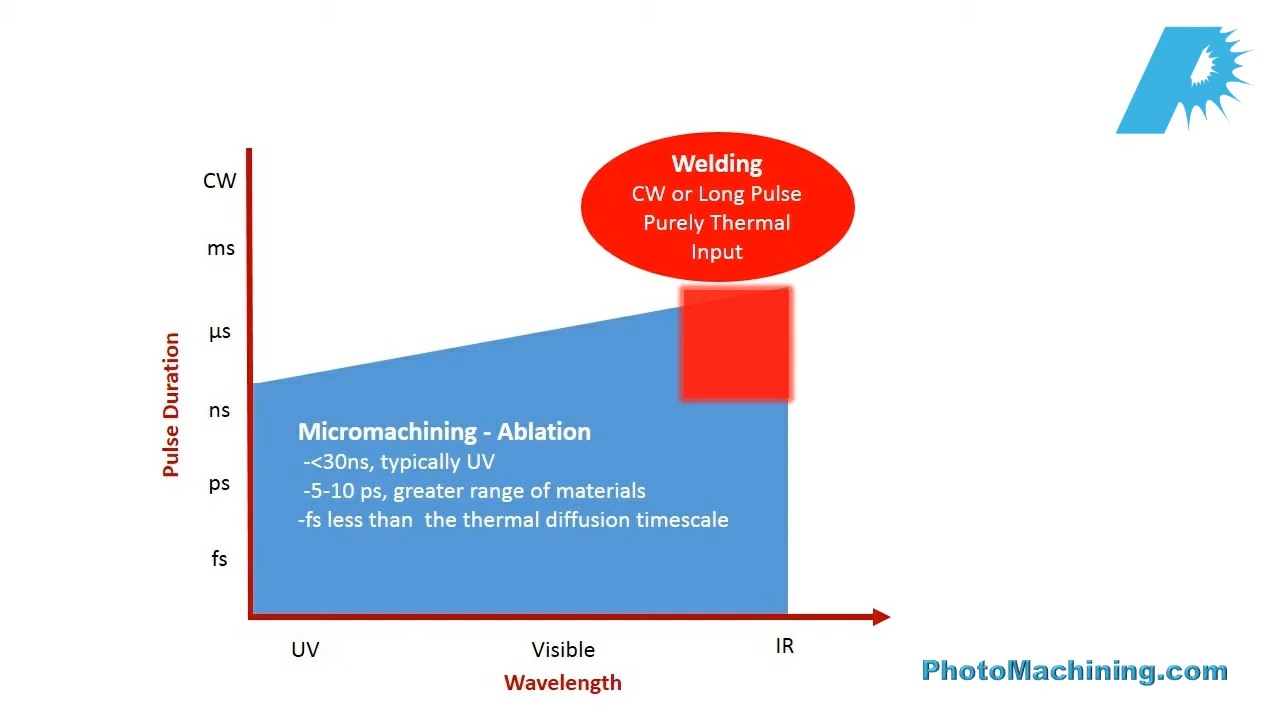 Welding
CW or Long Pulse
Purely Thermal
Input
CW
ms
µs
ns
ps
fs
Pulse Duration
Micromachining - Ablation
-<30ns, typically UV
-5-10 ps, greater range of materials
-fs less than  the thermal diffusion timescale
UV
Visible
IR
Wavelength
PhotoMachining.com